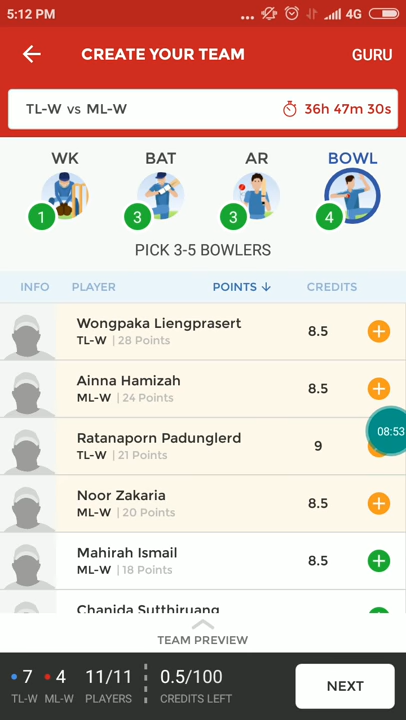 5:12 PM ... 4G
CREATE YOUR TEAM GURU
TL-W vs ML-W 36h 47m 30s
WK BAT AR BOWL
1 3 3 4
PICK 3-5 BOWLERS
INFO PLAYER POINTS ↓ CREDITS
Wongpaka Liengprasert
TL-W | 28 Points 8.5 +
Ainna Hamizah
ML-W | 24 Points 8.5 +
08:53
Ratanaporn Padunglerd
TL-W | 21 Points 9
Noor Zakaria
ML-W | 20 Points 8.5 +
Mahirah Ismail
ML-W | 18 Points 8.5 +
Chanida Sutthiruang
TEAM PREVIEW
7 4 11/11 0.5/100 NEXT
TL-W ML-W PLAYERS CREDITS LEFT